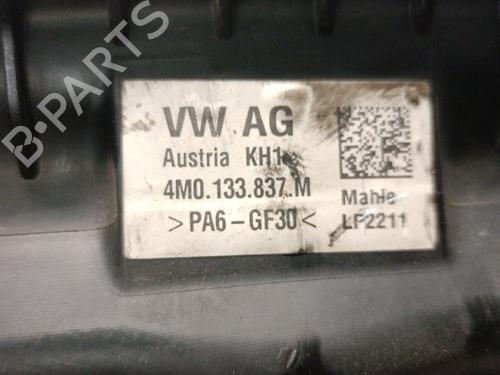 B-PARTS
VW AG
Austria KH1
4M0.133.837.M
>PA6-GF30<
Mahle
LP2211